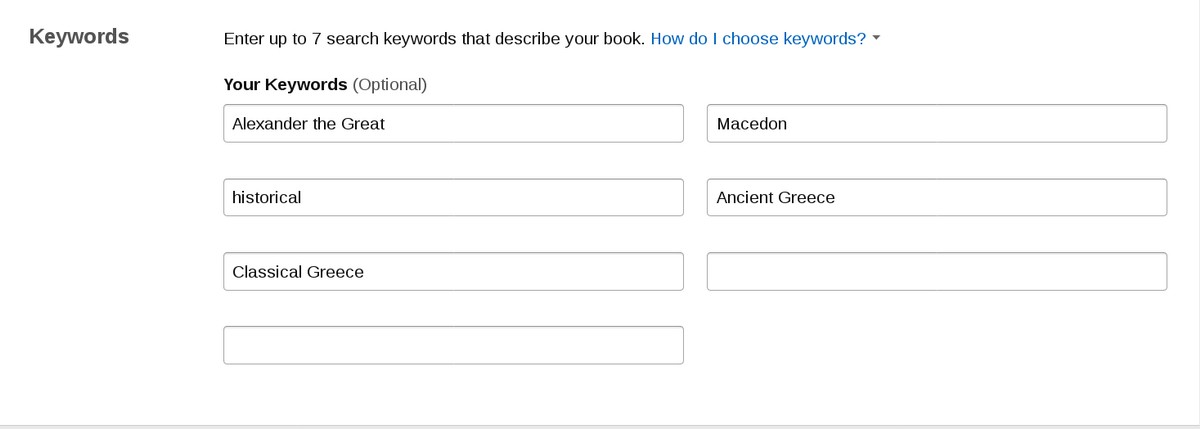 Keywords
Enter up to 7 search keywords that describe your book. How do I choose keywords?
Your Keywords (Optional)
Alexander the Great
Macedon
historical
Ancient Greece
Classical Greece